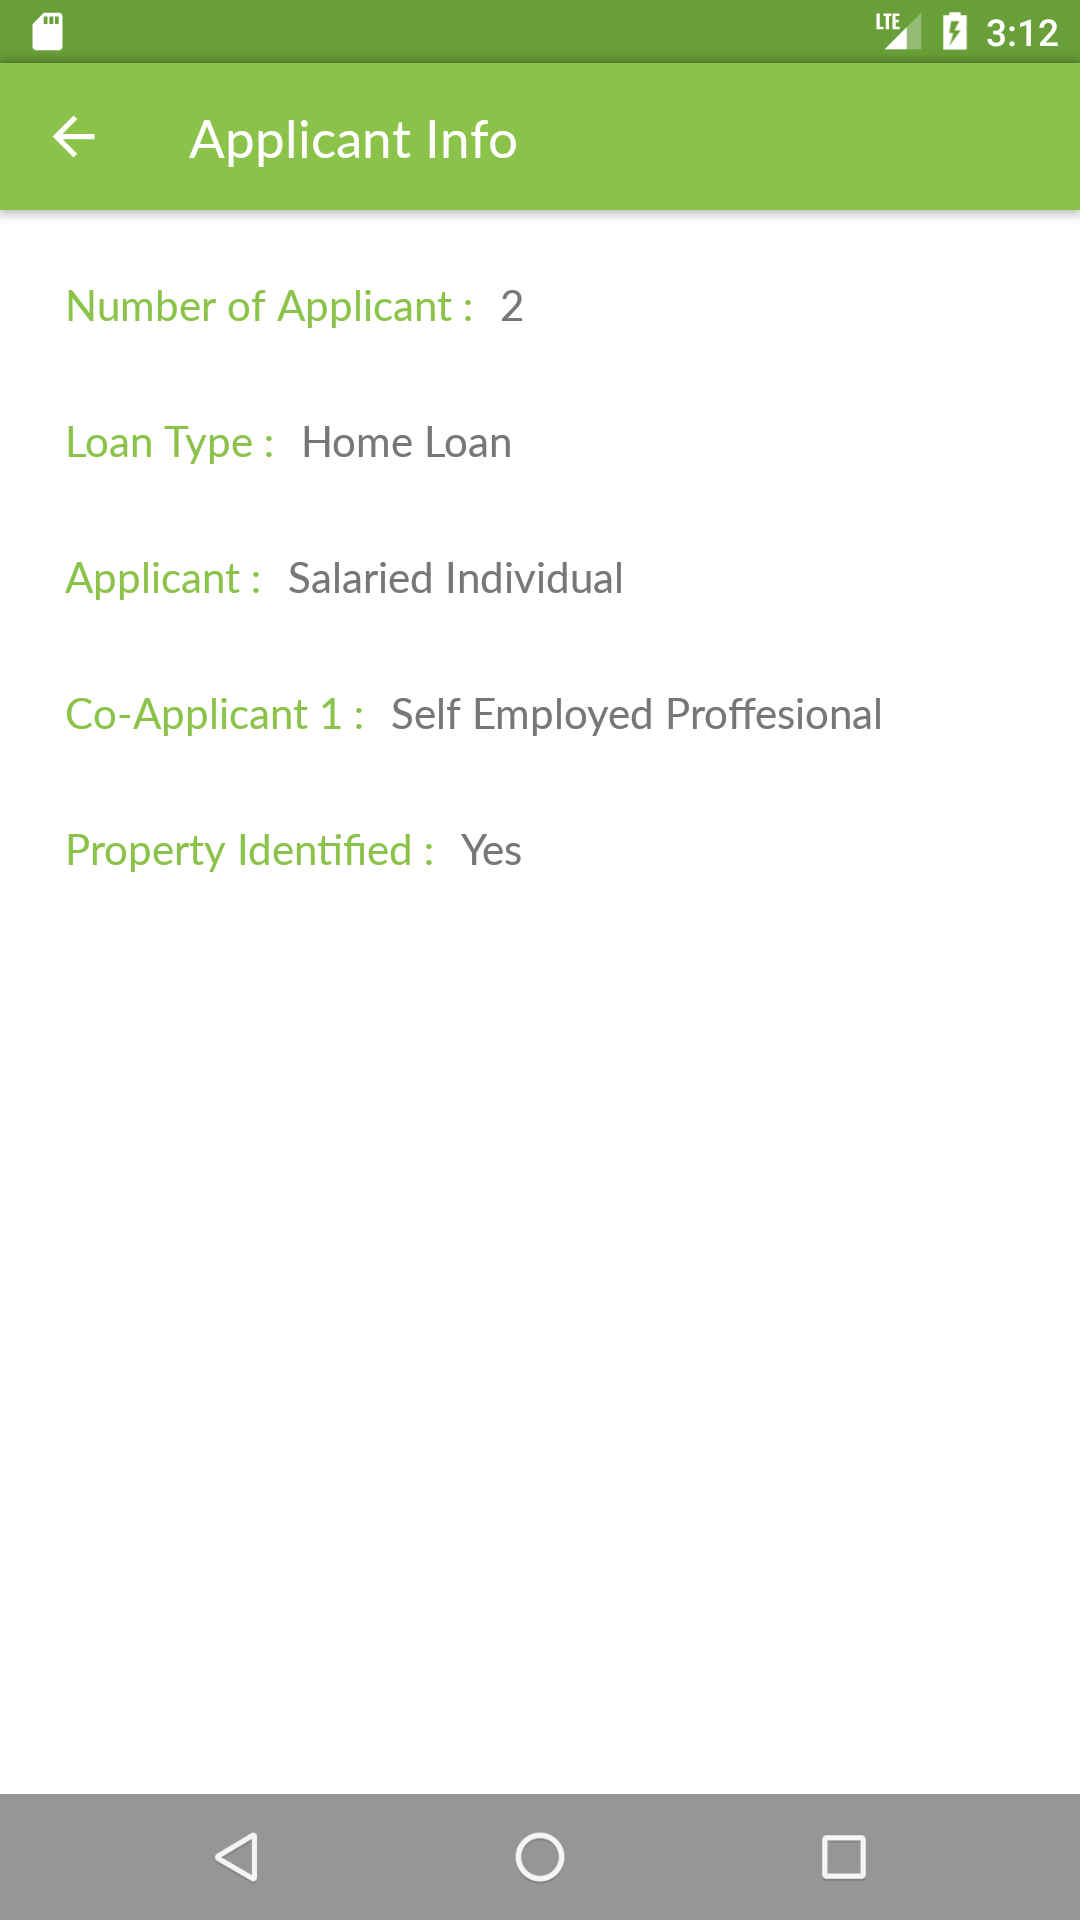 LTE 3:12
Applicant Info
Number of Applicant : 2
Loan Type : Home Loan
Applicant : Salaried Individual
Co-Applicant 1 : Self Employed Proffesional
Property Identified : Yes